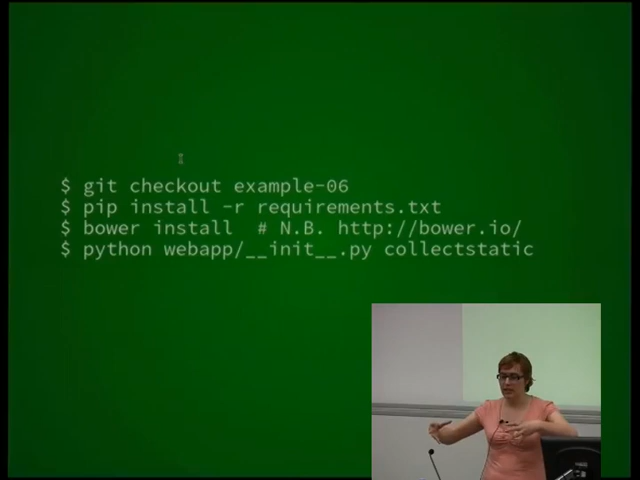 $ git checkout example-06
$ pip install -r requirements.txt
$ bower install  # N.B. http://bower.io/
$ python webapp/__init__.py collectstatic